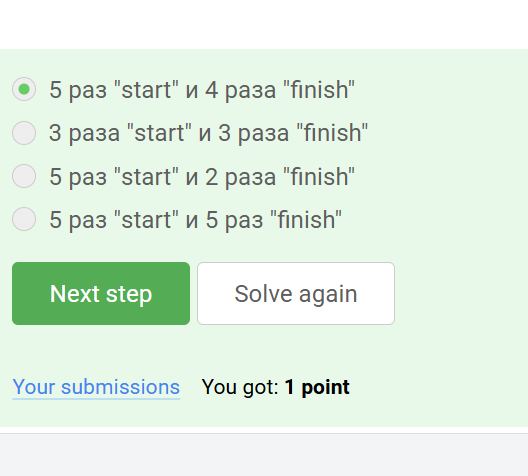 5 раз "start" и 4 раза "finish"
3 раза "start" и 3 раза "finish"
5 раз "start" и 2 раза "finish"
5 раз "start" и 5 раз "finish"
Next step Solve again
Your submissions You got: 1 point